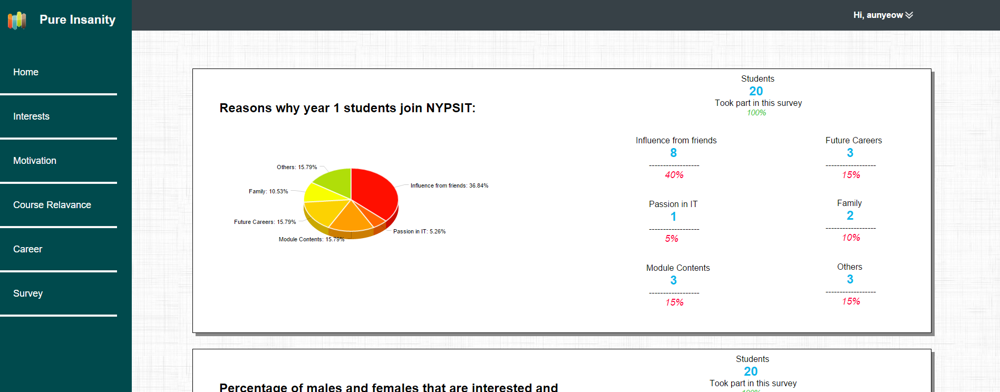 Pure Insanity
Hi, aunyeow
Home
Interests
Motivation
Course Relavance
Career
Survey
Reasons why year 1 students join NYPSIT:
Others: 15.79%
Influence from friends: 36.84%
Family: 10.53%
Future Careers: 15.79%
Passion in IT: 5.26%
Module Contents: 15.79%
Students
20
Took part in this survey
100%
Influence from friends
8
------------------
40%
Future Careers
3
------------------
15%
Passion in IT
1
------------------
5%
Family
2
------------------
10%
Module Contents
3
------------------
15%
Others
3
------------------
15%
Percentage of males and females that are interested and
Students
20
Took part in this survey
100%